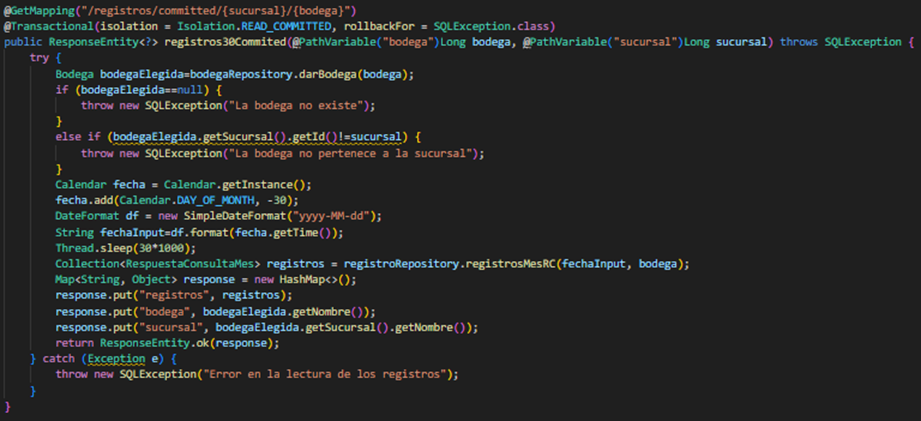 @GetMapping("/registros/committed/{sucursal}/{bodega}")
@Transactional(isolation = Isolation.READ_COMMITTED, rollbackFor = SQLException.class)
public ResponseEntity<?> registros30Commited(@PathVariable("bodega")Long bodega, @PathVariable("sucursal")Long sucursal) throws SQLException {
    try {
        Bodega bodegaElegida=bodegaRepository.darBodega(bodega);
        if (bodegaElegida==null) {
            throw new SQLException("La bodega no existe");
        }
        else if (bodegaElegida.getSucursal().getId()!=sucursal) {
            throw new SQLException("La bodega no pertenece a la sucursal");
        }
        Calendar fecha = Calendar.getInstance();
        fecha.add(Calendar.DAY_OF_MONTH, -30);
        DateFormat df = new SimpleDateFormat("yyyy-MM-dd");
        String fechaInput=df.format(fecha.getTime());
        Thread.sleep(30*1000);
        Collection<RespuestaConsultaMes> registros = registroRepository.registrosMesRC(fechaInput, bodega);
        Map<String, Object> response = new HashMap<>();
        response.put("registros", registros);
        response.put("bodega", bodegaElegida.getNombre());
        response.put("sucursal", bodegaElegida.getSucursal().getNombre());
        return ResponseEntity.ok(response);
    } catch (Exception e) {
        throw new SQLException("Error en la lectura de los registros");
    }
}